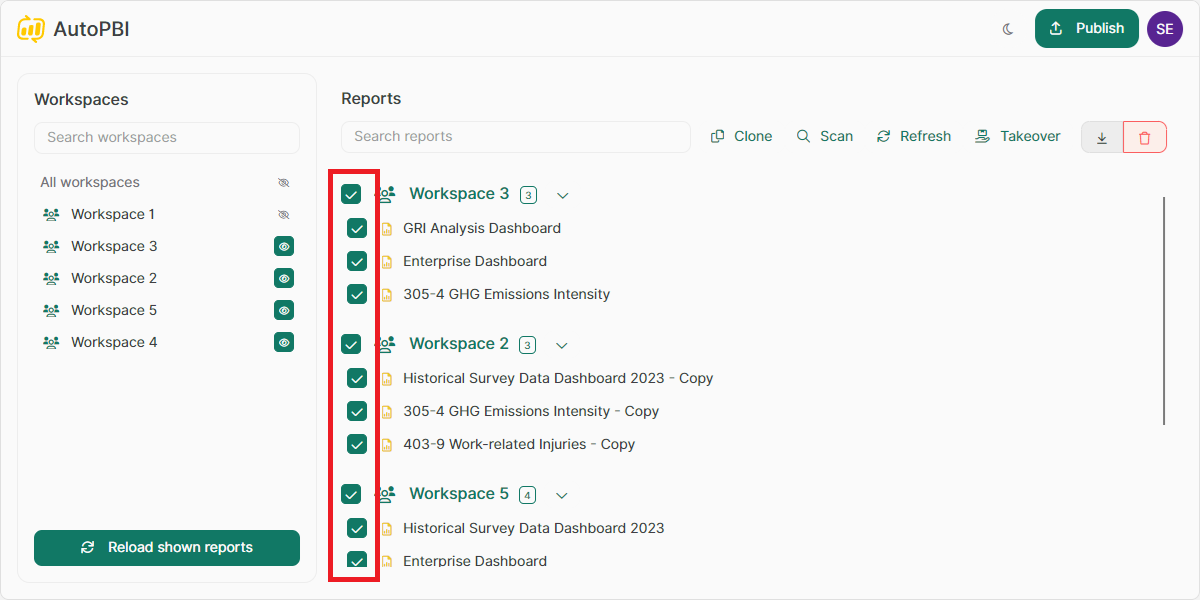 AutoPBI
Publish
SE
Workspaces
Search workspaces
All workspaces
Workspace 1
Workspace 3
Workspace 2
Workspace 5
Workspace 4
Reload shown reports
Reports
Search reports
Clone
Scan
Refresh
Takeover
Workspace 3 3
GRI Analysis Dashboard
Enterprise Dashboard
305-4 GHG Emissions Intensity
Workspace 2 3
Historical Survey Data Dashboard 2023 - Copy
305-4 GHG Emissions Intensity - Copy
403-9 Work-related Injuries - Copy
Workspace 5 4
Historical Survey Data Dashboard 2023
Enterprise Dashboard